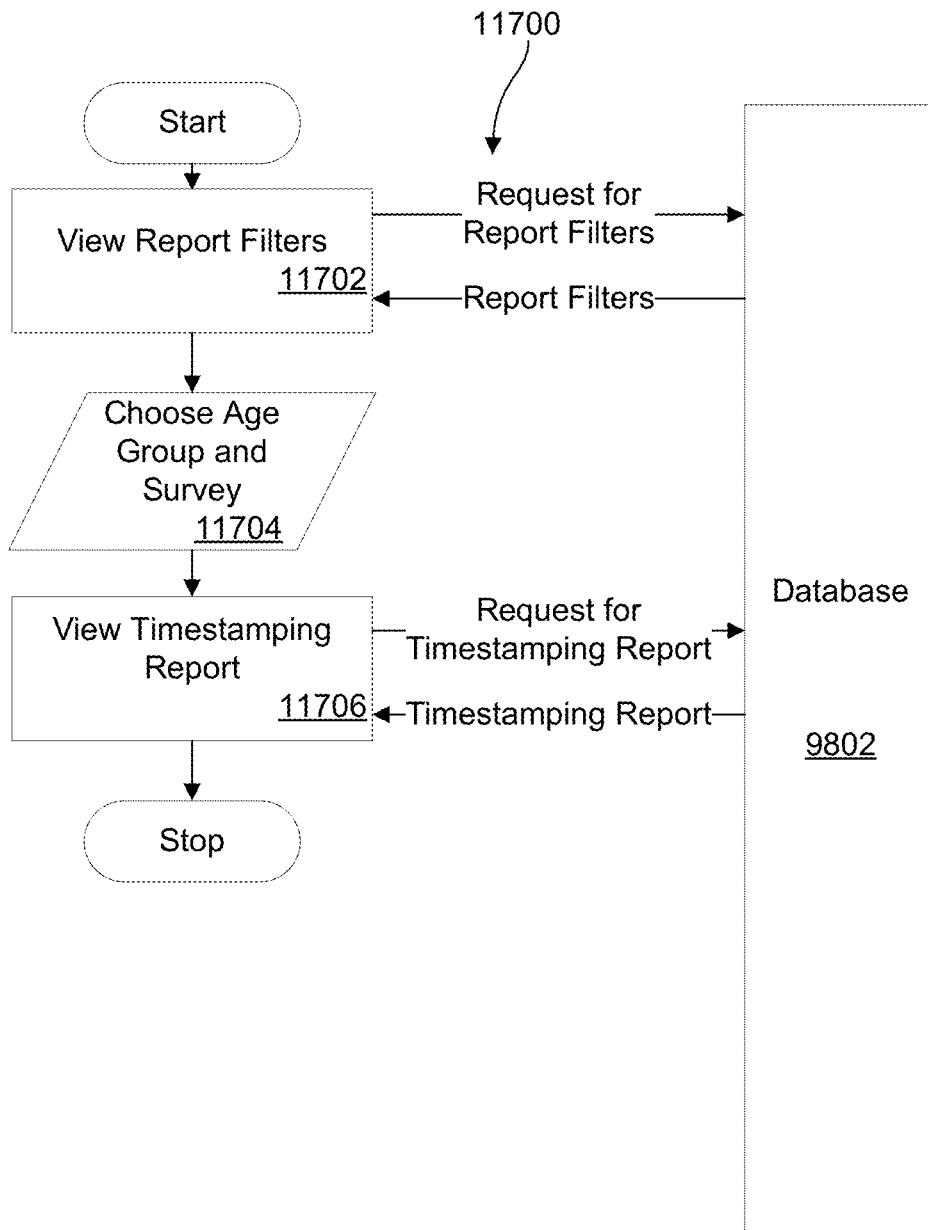 11700
Start
View Report Filters
11702
Request for
Report Filters
Report Filters
Choose Age
Group and
Survey
11704
View Timestamping
Report
11706
Request for
Timestamping Report
Timestamping Report
Database
9802
Stop